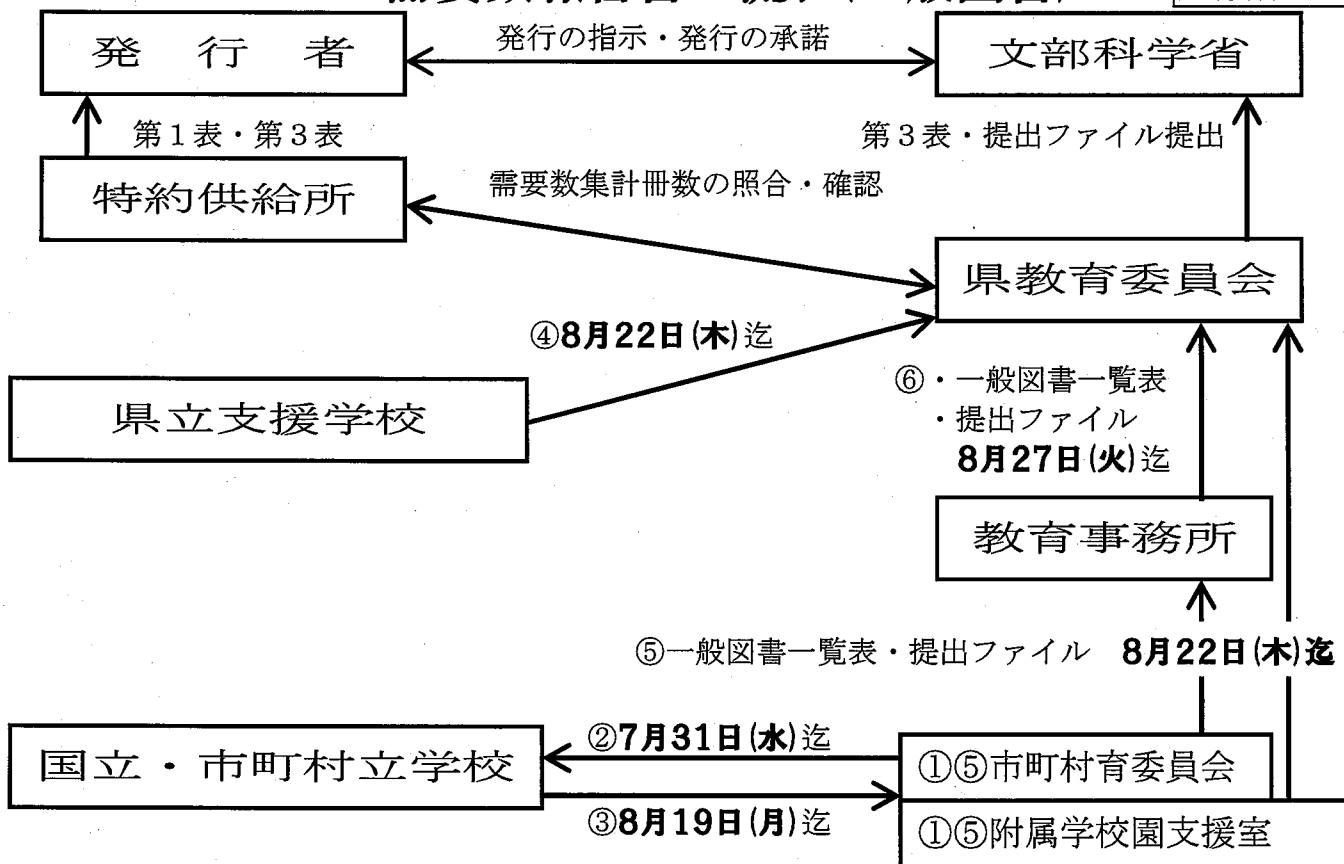 発行者
発行の指示・発行の承諾
文部科学省
第１表・第３表
第３表・提出ファイル提出
特約供給所
需要数集計冊数の照合・確認
県教育委員会
④8月22日(木)迄
県立支援学校
⑥・一般図書一覧表
・提出ファイル
8月27日(火)迄
教育事務所
⑤一般図書一覧表・提出ファイル 8月22日(木)迄
国立・市町村立学校
②7月31日(水)迄
①⑤市町村育委員会
③8月19日(月)迄
①⑤附属学校園支援室